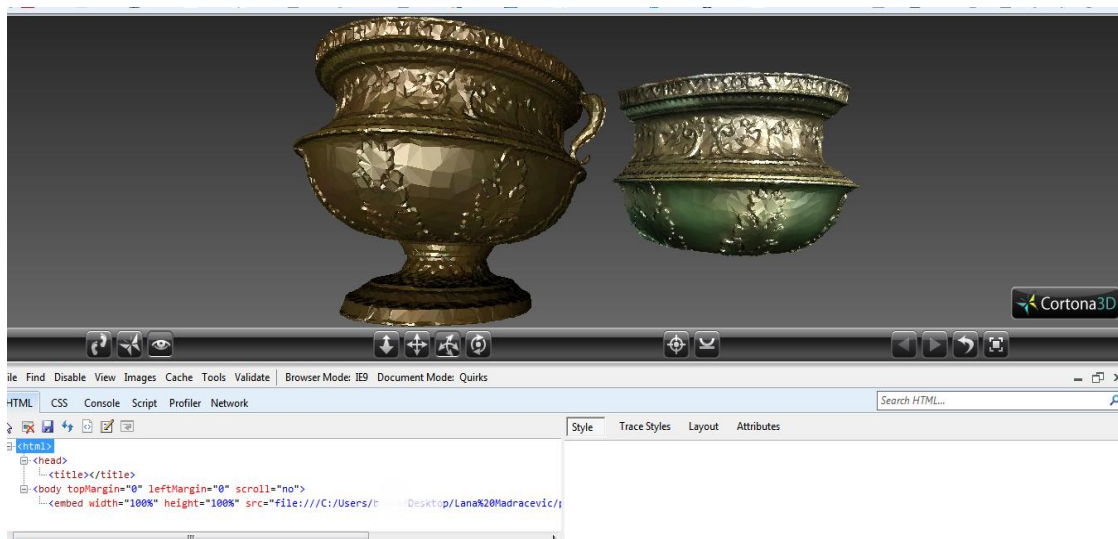 Cortona3D
ile Find Disable View Images Cache Tools Validate Browser Mode: IE9 Document Mode: Quirks
HTML CSS Console Script Profiler Network Search HTML...
Style Trace Styles Layout Attributes
<html>
<head>
<title></title>
<body topMargin="0" leftMargin="0" scroll="no">
<embed width="100%" height="100%" src="file:///C:/Users/ Desktop/Lana%20Madracevic/